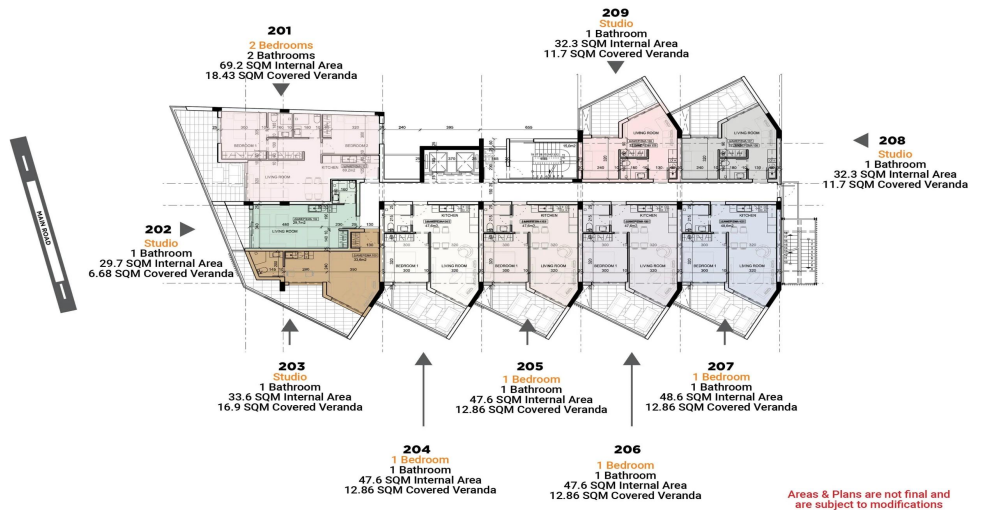 201
2 Bedrooms
2 Bathrooms
69.2 SQM Internal Area
18.43 SQM Covered Veranda
209
Studio
1 Bathroom
32.3 SQM Internal Area
11.7 SQM Covered Veranda
208
Studio
1 Bathroom
32.3 SQM Internal Area
11.7 SQM Covered Veranda
MAIN ROAD
202
Studio
1 Bathroom
29.7 SQM Internal Area
6.68 SQM Covered Veranda
BEDROOM 1
BEDROOM 2
KITCHEN
LIVING ROOM
LIVING ROOM
LIVING ROOM
LIVING ROOM
KITCHEN
KITCHEN
KITCHEN
KITCHEN
BEDROOM 1
LIVING ROOM
BEDROOM 1
LIVING ROOM
BEDROOM 1
LIVING ROOM
BEDROOM 1
LIVING ROOM
203
Studio
1 Bathroom
33.6 SQM Internal Area
16.9 SQM Covered Veranda
205
1 Bedroom
1 Bathroom
47.6 SQM Internal Area
12.86 SQM Covered Veranda
207
1 Bedroom
1 Bathroom
48.6 SQM Internal Area
12.86 SQM Covered Veranda
204
1 Bedroom
1 Bathroom
47.6 SQM Internal Area
12.86 SQM Covered Veranda
206
1 Bedroom
1 Bathroom
47.6 SQM Internal Area
12.86 SQM Covered Veranda
Areas & Plans are not final and
are subject to modifications